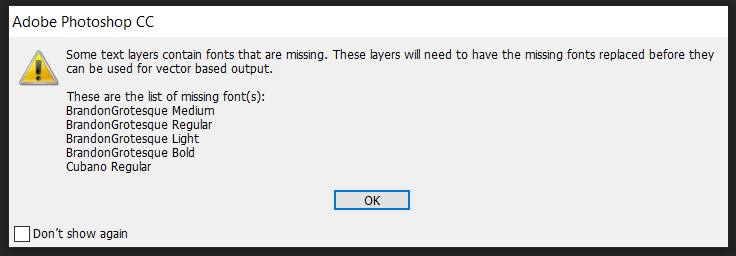 Adobe Photoshop CC
Some text layers contain fonts that are missing. These layers will need to have the missing fonts replaced before they
can be used for vector based output.
These are the list of missing font(s):
BrandonGrotesque Medium
BrandonGrotesque Regular
BrandonGrotesque Light
BrandonGrotesque Bold
Cubano Regular
OK
Don't show again